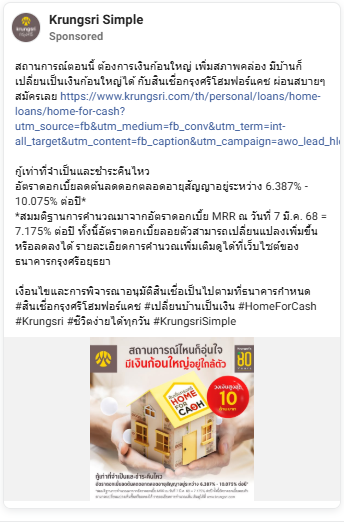 Krungsri Simple
Sponsored
สถานการณ์ตอนนี้ ต้องการเงินก้อนใหญ่ เพิ่มสภาพคล่อง มีบ้านก็
เปลี่ยนเป็นเงินก้อนใหญ่ได้ กับสินเชื่อกรุงศรีโฮมฟอร์แคช ผ่อนสบายๆ
สมัครเลย https://www.krungsri.com/th/personal/loans/home-
loans/home-for-cash?
utm_source=fb&utm_medium=fb_conv&utm_term=int-
all_target&utm_content=fb_caption&utm_campaign=awo_lead_hl
กู้เท่าที่จำเป็นและชำระคืนไหว
อัตราดอกเบี้ยลดต้นลดดอกตลอดอายุสัญญาอยู่ระหว่าง 6.387% -
10.075% ต่อปี*
*สมมติฐานการคำนวณมาจากอัตราดอกเบี้ย MRR ณ วันที่ 7 มี.ค. 68 =
7.175% ต่อปี ทั้งนี้อัตราดอกเบี้ยลอยตัวสามารถเปลี่ยนแปลงเพิ่มขึ้น
หรือลดลงได้ รายละเอียดการคำนวณเพิ่มเติมดูได้ที่เว็บไซต์ของ
ธนาคารกรุงศรีอยุธยา
เงื่อนไขและการพิจารณาอนุมัติสินเชื่อเป็นไปตามที่ธนาคารกำหนด
#สินเชื่อกรุงศรีโฮมฟอร์แคช #เปลี่ยนบ้านเป็นเงิน #HomeForCash
#Krungsri #ชีวิตง่ายได้ทุกวัน #KrungsriSimple
สถานการณ์ไหนก็อุ่นใจ
มีเงินก้อนใหญ่อยู่ใกล้ตัว
80
วงเงินสูงสุด
10
ล้านบาท
HOME
FOR
CASH
กู้เท่าที่จำเป็นและชำระคืนไหว
อัตราดอกเบี้ยลดต้นลดดอกตลอดอายุสัญญาอยู่ระหว่าง 6.387% - 10.075% ต่อปี*